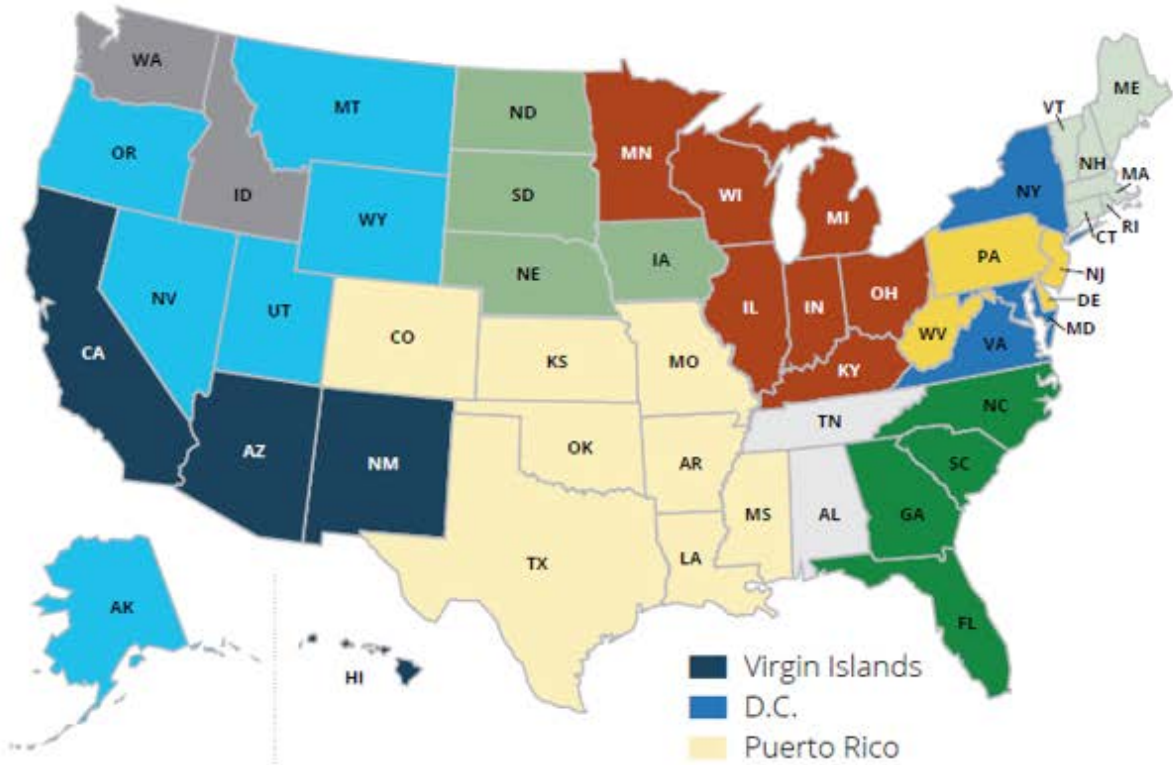 WA
MT
ND
MN
ME
VT
OR
NH
MA
ID
SD
WI
NY
WY
MI
RI
CT
IA
PA
NE
NJ
NV
UT
IL
IN
OH
DE
MD
CO
WV
VA
CA
KS
MO
KY
NC
TN
AZ
NM
OK
AR
SC
MS
AL
GA
TX
LA
AK
FL
HI
Virgin Islands
D.C.
Puerto Rico